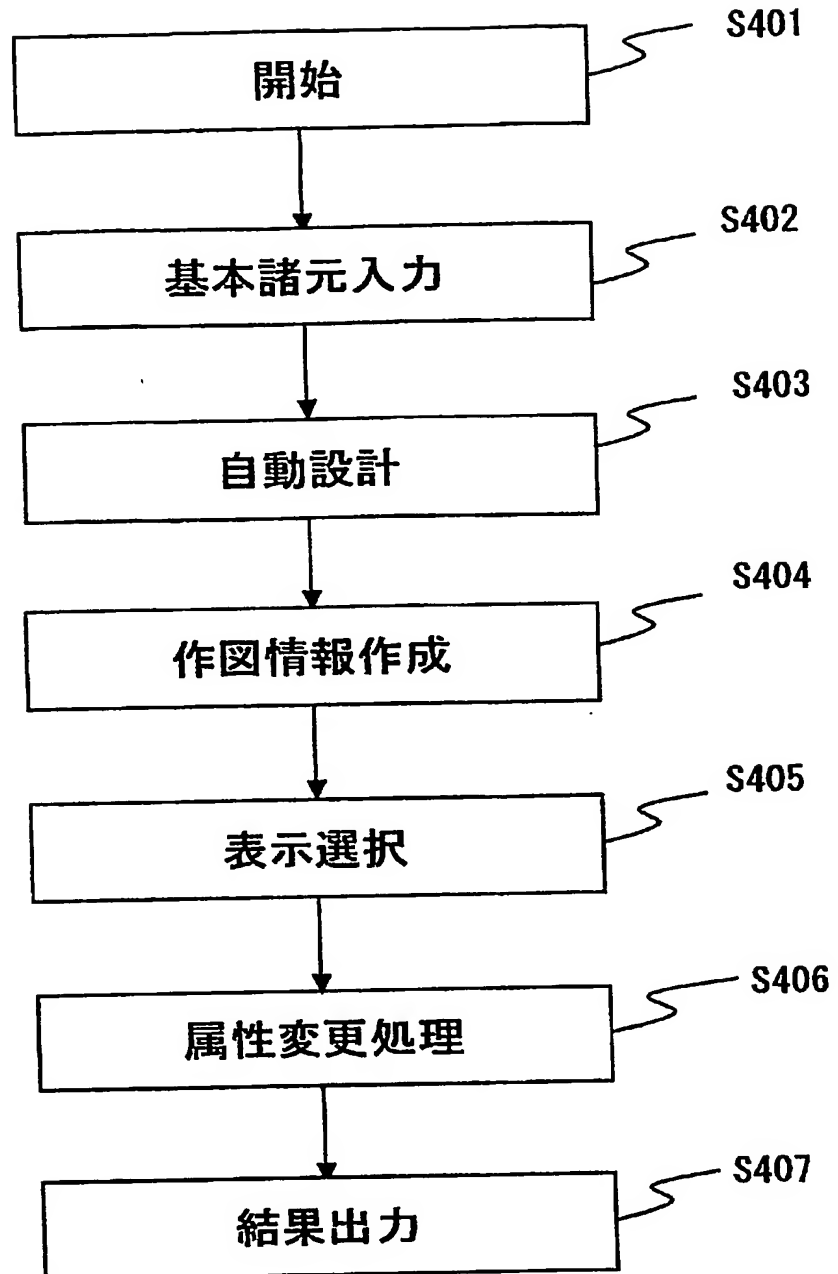 S401
開始
S402
基本諸元入力
S403
自動設計
S404
作図情報作成
S405
表示選択
S406
属性変更処理
S407
結果出力